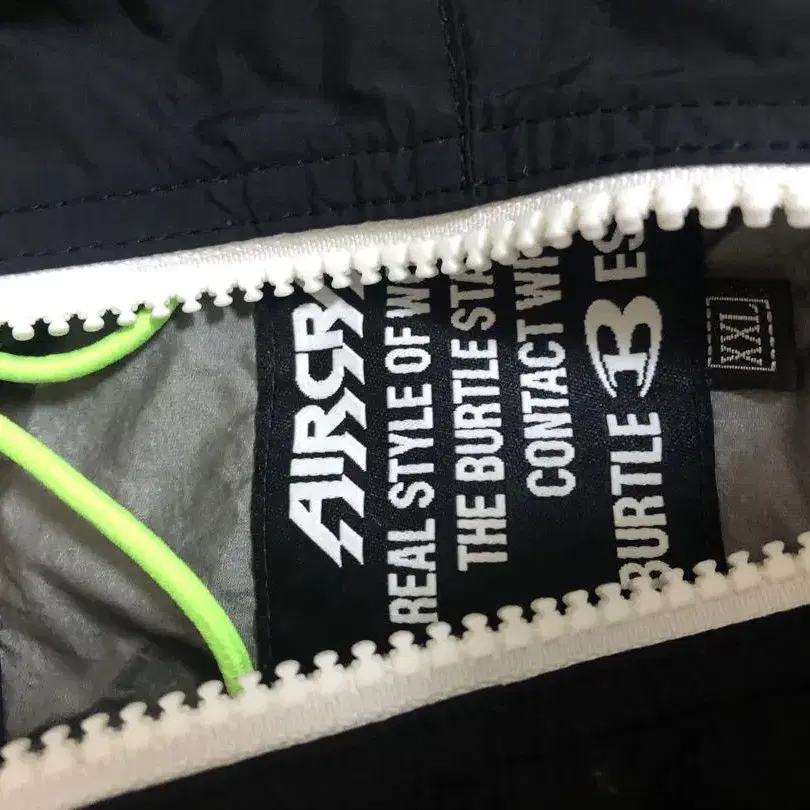 AIRCR
REAL STYLE OF W
THE BURTLE STA
CONTACT WI
BURTLE B ES
XXL